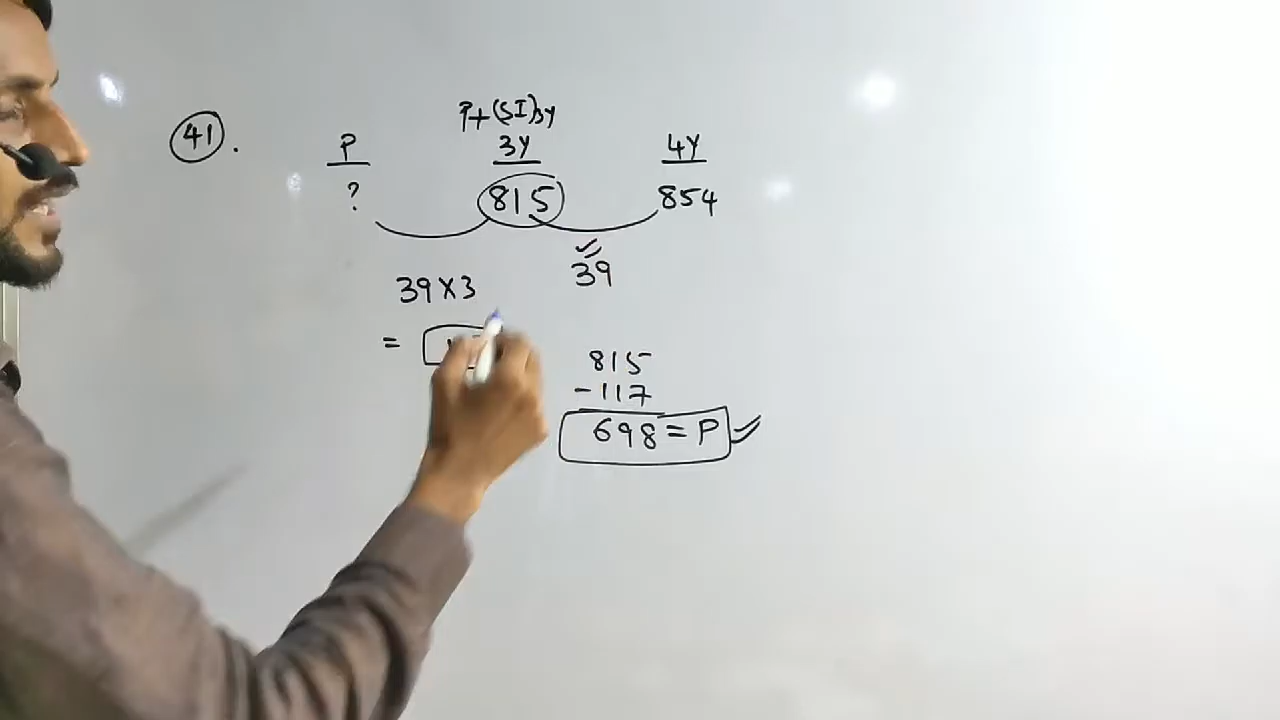 41.
P+(SI)3Y
P 3Y 4Y
? 815 854
39
39×3
=
815
-117
698=P